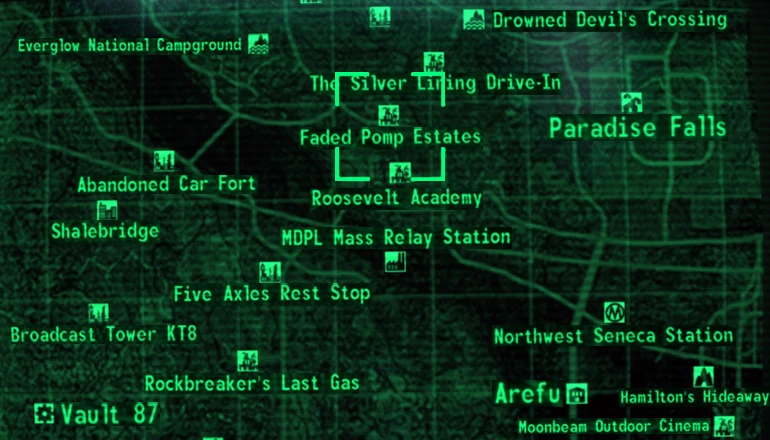 Drowned Devil's Crossing
Everglow National Campground
The Silver Lining Drive-In
Faded Pomp Estates
Paradise Falls
Abandoned Car Fort
Roosevelt Academy
Shalebridge
MDPL Mass Relay Station
Five Axles Rest Stop
Broadcast Tower KT8
Northwest Seneca Station
Rockbreaker's Last Gas
Arefu
Hamilton's Hideaway
Vault 87
Moonbeam Outdoor Cinema